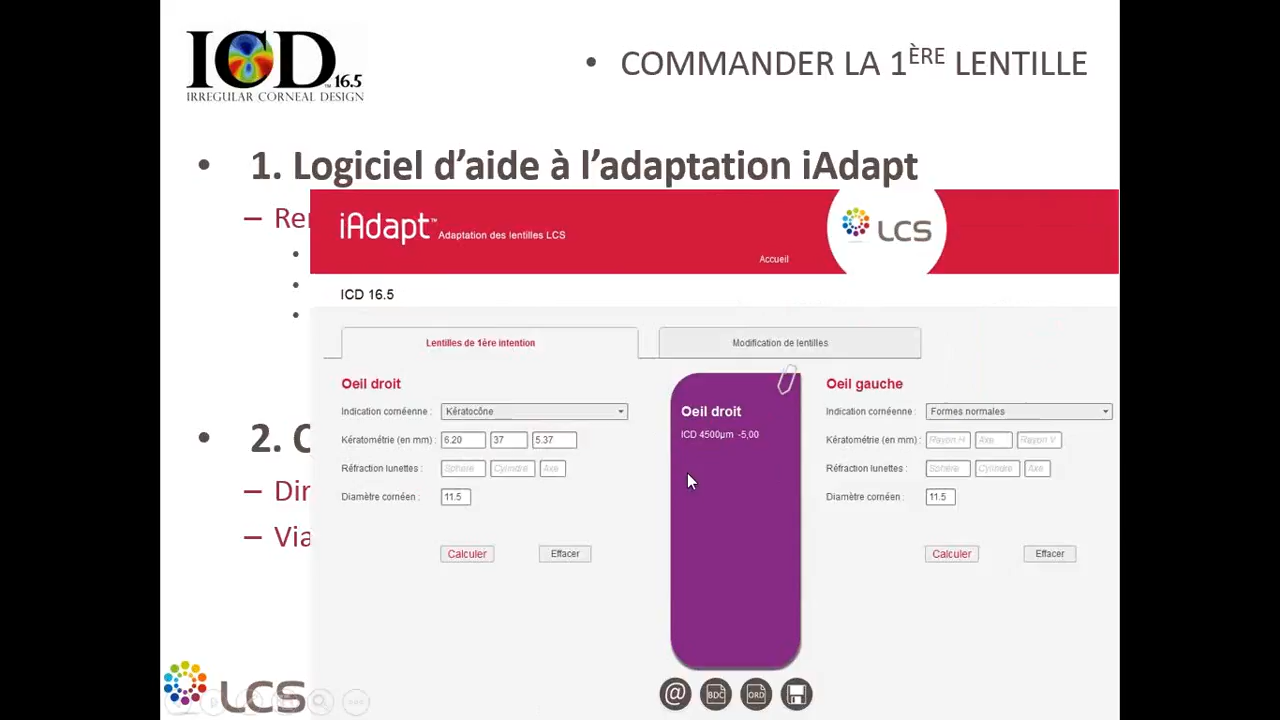 ICD 16.5
IRREGULAR CORNEAL DESIGN
• COMMANDER LA 1ÈRE LENTILLE
• 1. Logiciel d'aide à l'adaptation iAdapt
iAdapt™ Adaptation des lentilles LCS
LCS
Accueil
ICD 16.5
Lentilles de 1ère intention
Modification de lentilles
Oeil droit
Indication cornéenne : Kératocône
Kératométrie (en mm) : 6.20 37 5.37
Réfraction lunettes : Sphère Cylindre Axe
Diamètre cornéen : 11.5
Calculer Effacer
Oeil droit
ICD 4500µm -5,00
Oeil gauche
Indication cornéenne : Formes normales
Kératométrie (en mm) : Rayon H Axe Rayon V
Réfraction lunettes : Sphère Cylindre Axe
Diamètre cornéen : 11.5
Calculer Effacer
• 2.
– Via
@ BDC ORD
LCS